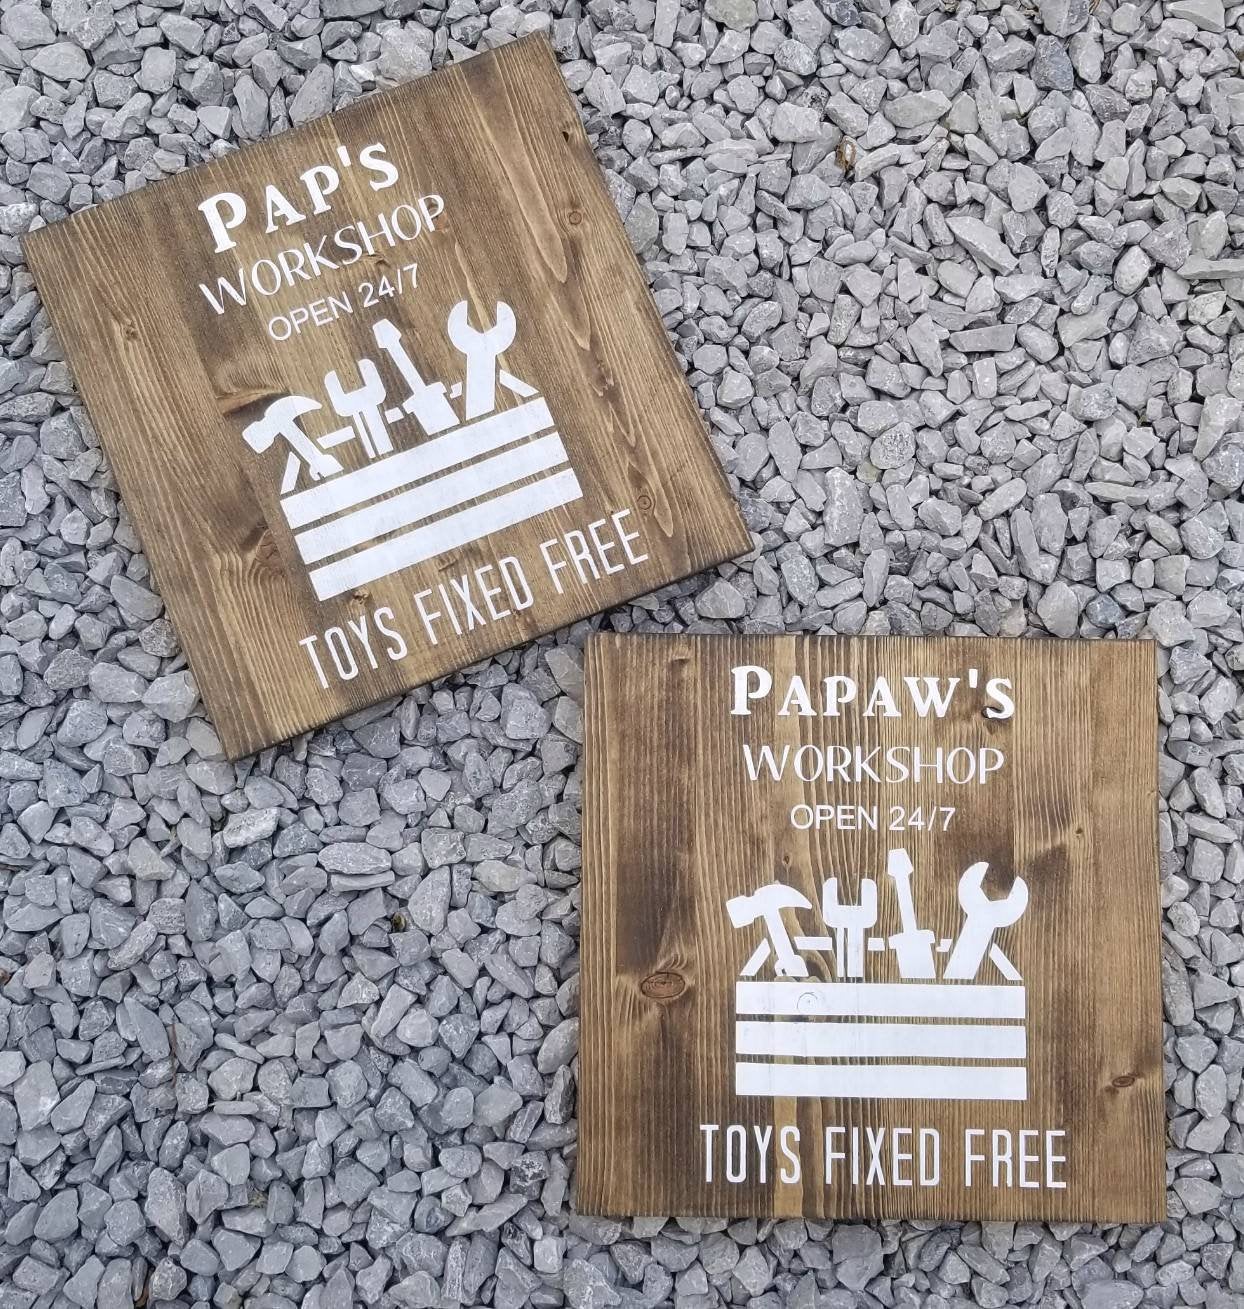 PAP'S
WORKSHOP
OPEN 24/7
TOYS FIXED FREE
PAPAW'S
WORKSHOP
OPEN 24/7
TOYS FIXED FREE